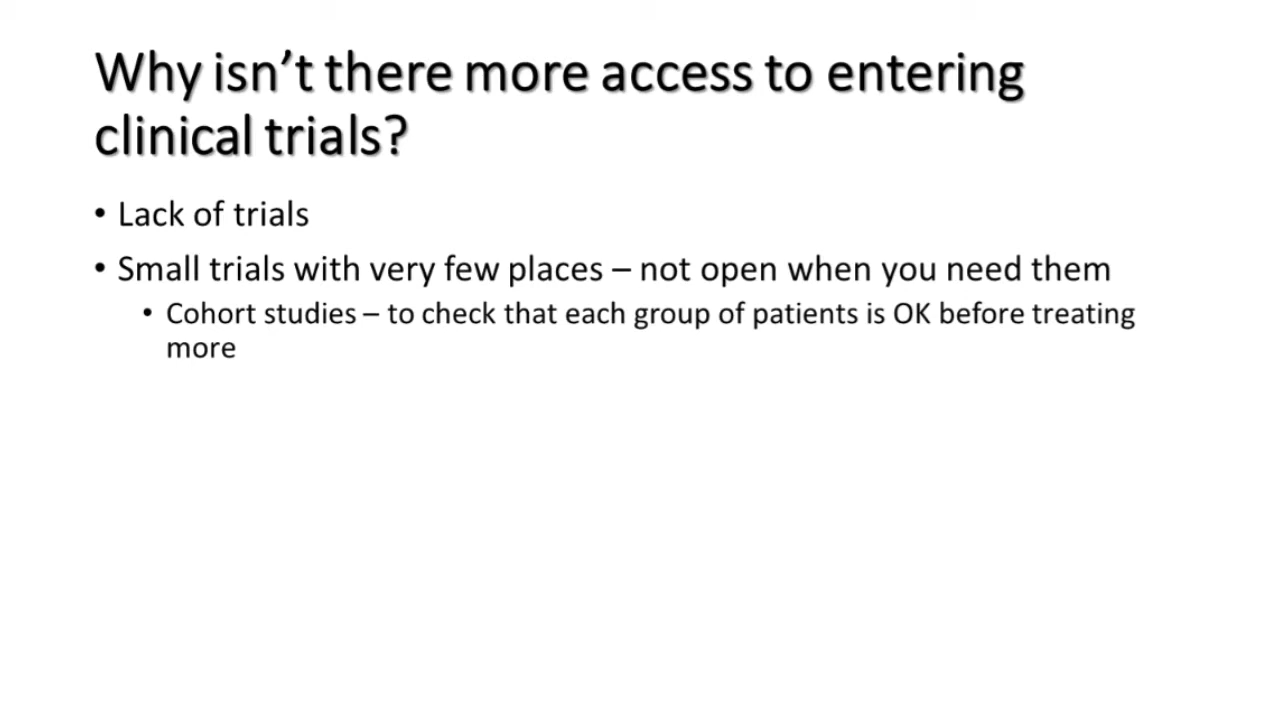 Why isn’t there more access to entering
clinical trials?
• Lack of trials
• Small trials with very few places – not open when you need them
• Cohort studies – to check that each group of patients is OK before treating
more